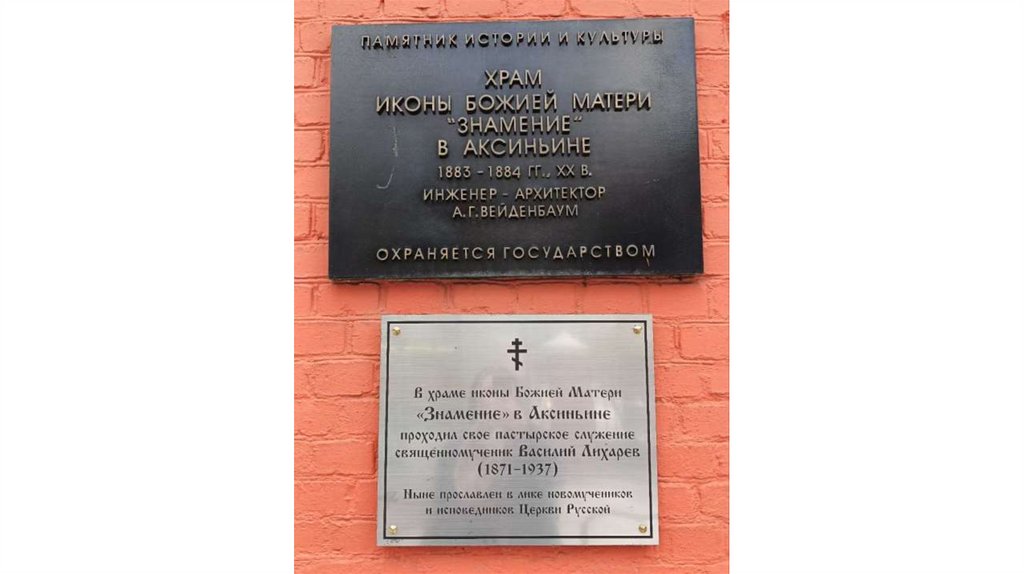 ПАМЯТНИК ИСТОРИИ И КУЛЬТУРЫ
ХРАМ
ИКОНЫ БОЖИЕЙ МАТЕРИ
"ЗНАМЕНИЕ"
В АКСИНЬИНЕ
1883 - 1884 ГГ., XX В.
ИНЖЕНЕР - АРХИТЕКТОР
А.Г. ВЕЙДЕНБАУМ
ОХРАНЯЕТСЯ ГОСУДАРСТВОМ
В храме иконы Божией Матери
«Знамение» в Аксиньине
проходил свое пастырское служение
священномученик Василий Лихарев
(1871-1937)
Ныне прославлен в лике новомучеников
и исповедников Церкви Русской